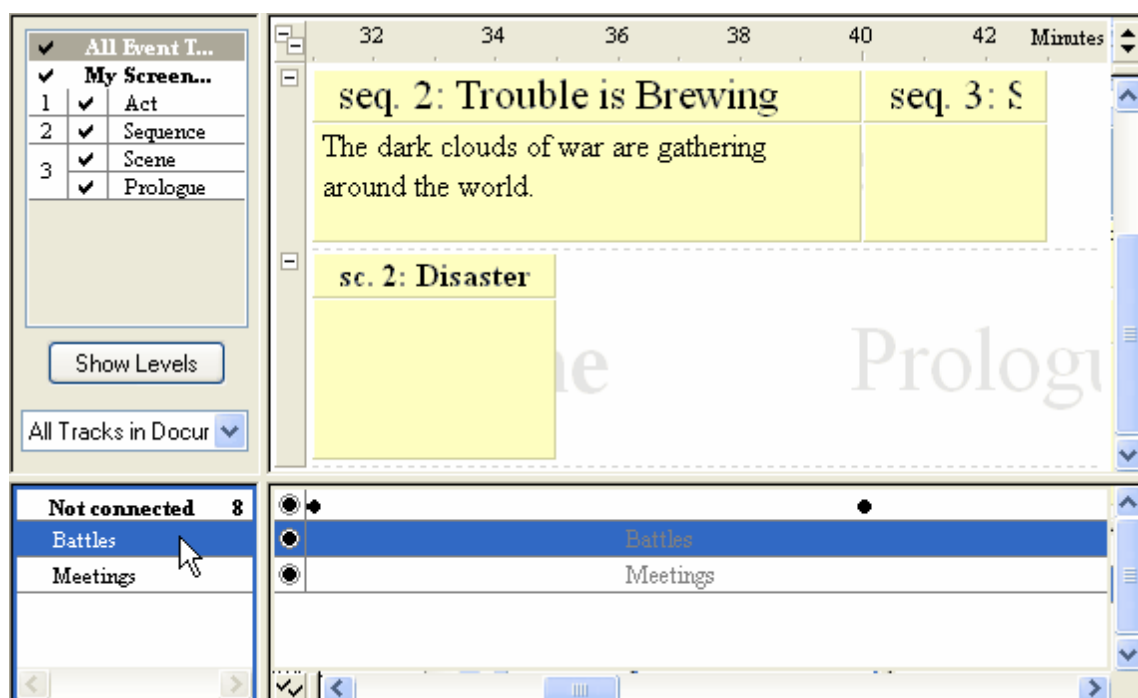 All Event T...
My Screen...
1 Act
2 Sequence
3 Scene
Prologue
Show Levels
All Tracks in Docur
32 34 36 38 40 42 Minutes
seq. 2: Trouble is Brewing
The dark clouds of war are gathering
around the world.
seq. 3: S
sc. 2: Disaster
Prologu
Not connected 8
Battles
Meetings
Battles
Meetings